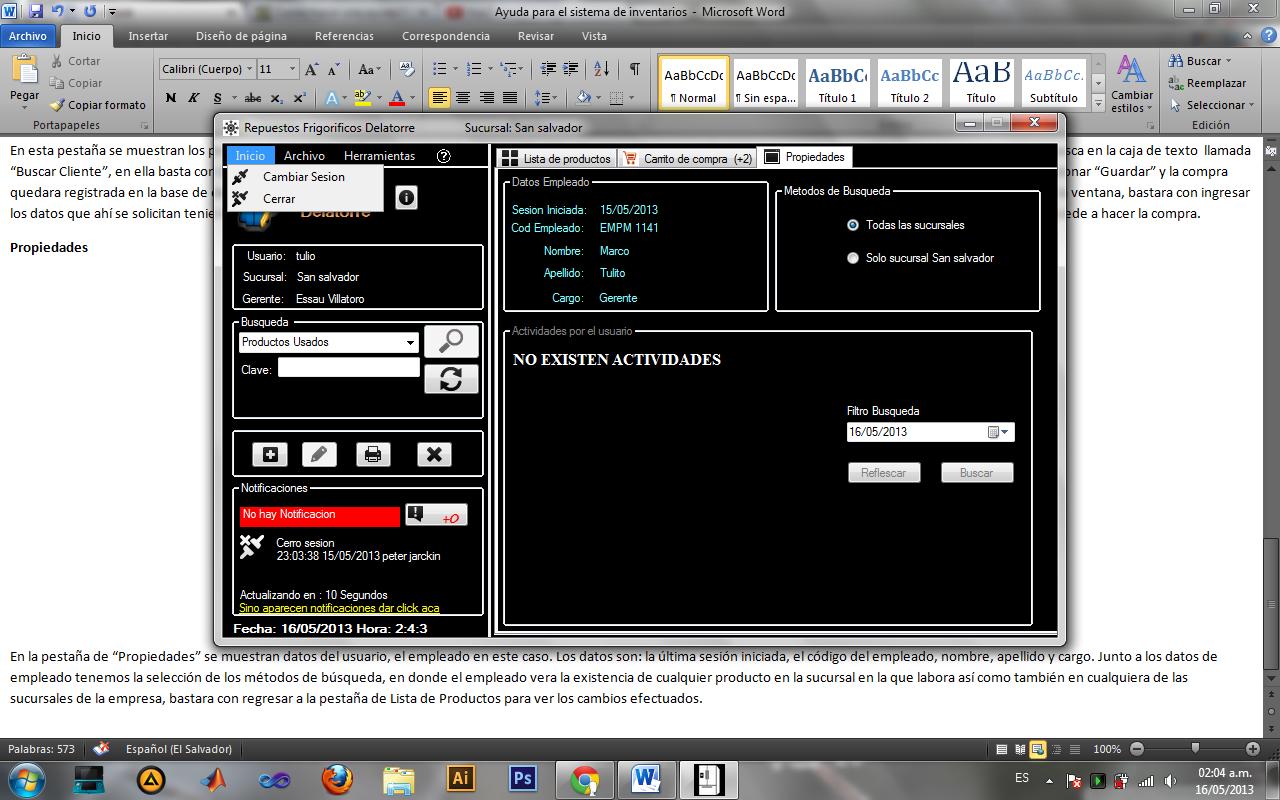 Ayuda para el sistema de inventarios - Microsoft Word
Archivo Inicio Insertar Diseño de página Referencias Correspondencia Revisar Vista
Pegar
Cortar
Copiar
Copiar formato
Portapapeles
Calibri (Cuerpo) 11
N K S abc x₂ x²
AaBbCcDc AaBbCcDc AaBbC AaBbCc AaB AaBbCc.
¶ Normal ¶ Sin espa... Título 1 Título 2 Título Subtítulo
Cambiar estilos
Buscar
Reemplazar
Seleccionar
Edición
En esta pestaña se muestran los p
sca en la caja de texto llamada
“Buscar Cliente”, en ella basta con
onar “Guardar” y la compra
quedara registrada en la base de
ventana, bastara con ingresar
los datos que ahí se solicitan tenie
ede a hacer la compra.
Propiedades
Repuestos Frigorificos Delatorre Sucursal: San salvador
Inicio Archivo Herramientas
Cambiar Sesion
Cerrar
Delatorre
Usuario: tulio
Sucursal: San salvador
Gerente: Essau Villatoro
Busqueda
Productos Usados
Clave:
Notificaciones
No hay Notificacion
+0
Cerro sesion
23:03:38 15/05/2013 peter jarckin
Actualizando en : 10 Segundos
Sino aparecen notificaciones dar click aca
Fecha: 16/05/2013 Hora: 2:4:3
Lista de productos Carrito de compra (+2) Propiedades
Datos Empleado
Sesion Iniciada: 15/05/2013
Cod Empleado: EMPM 1141
Nombre: Marco
Apellido: Tulito
Cargo: Gerente
Metodos de Busqueda
Todas las sucursales
Solo sucursal San salvador
Actividades por el usuario
NO EXISTEN ACTIVIDADES
Filtro Busqueda
16/05/2013
Reflescar Buscar
En la pestaña de “Propiedades” se muestran datos del usuario, el empleado en este caso. Los datos son: la última sesión iniciada, el código del empleado, nombre, apellido y cargo. Junto a los datos de
empleado tenemos la selección de los métodos de búsqueda, en donde el empleado vera la existencia de cualquier producto en la sucursal en la que labora así como también en cualquiera de las
sucursales de la empresa, bastara con regresar a la pestaña de Lista de Productos para ver los cambios efectuados.
Palabras: 573 Español (El Salvador) 100%
Ai Ps
ES
02:04 a.m.
16/05/2013